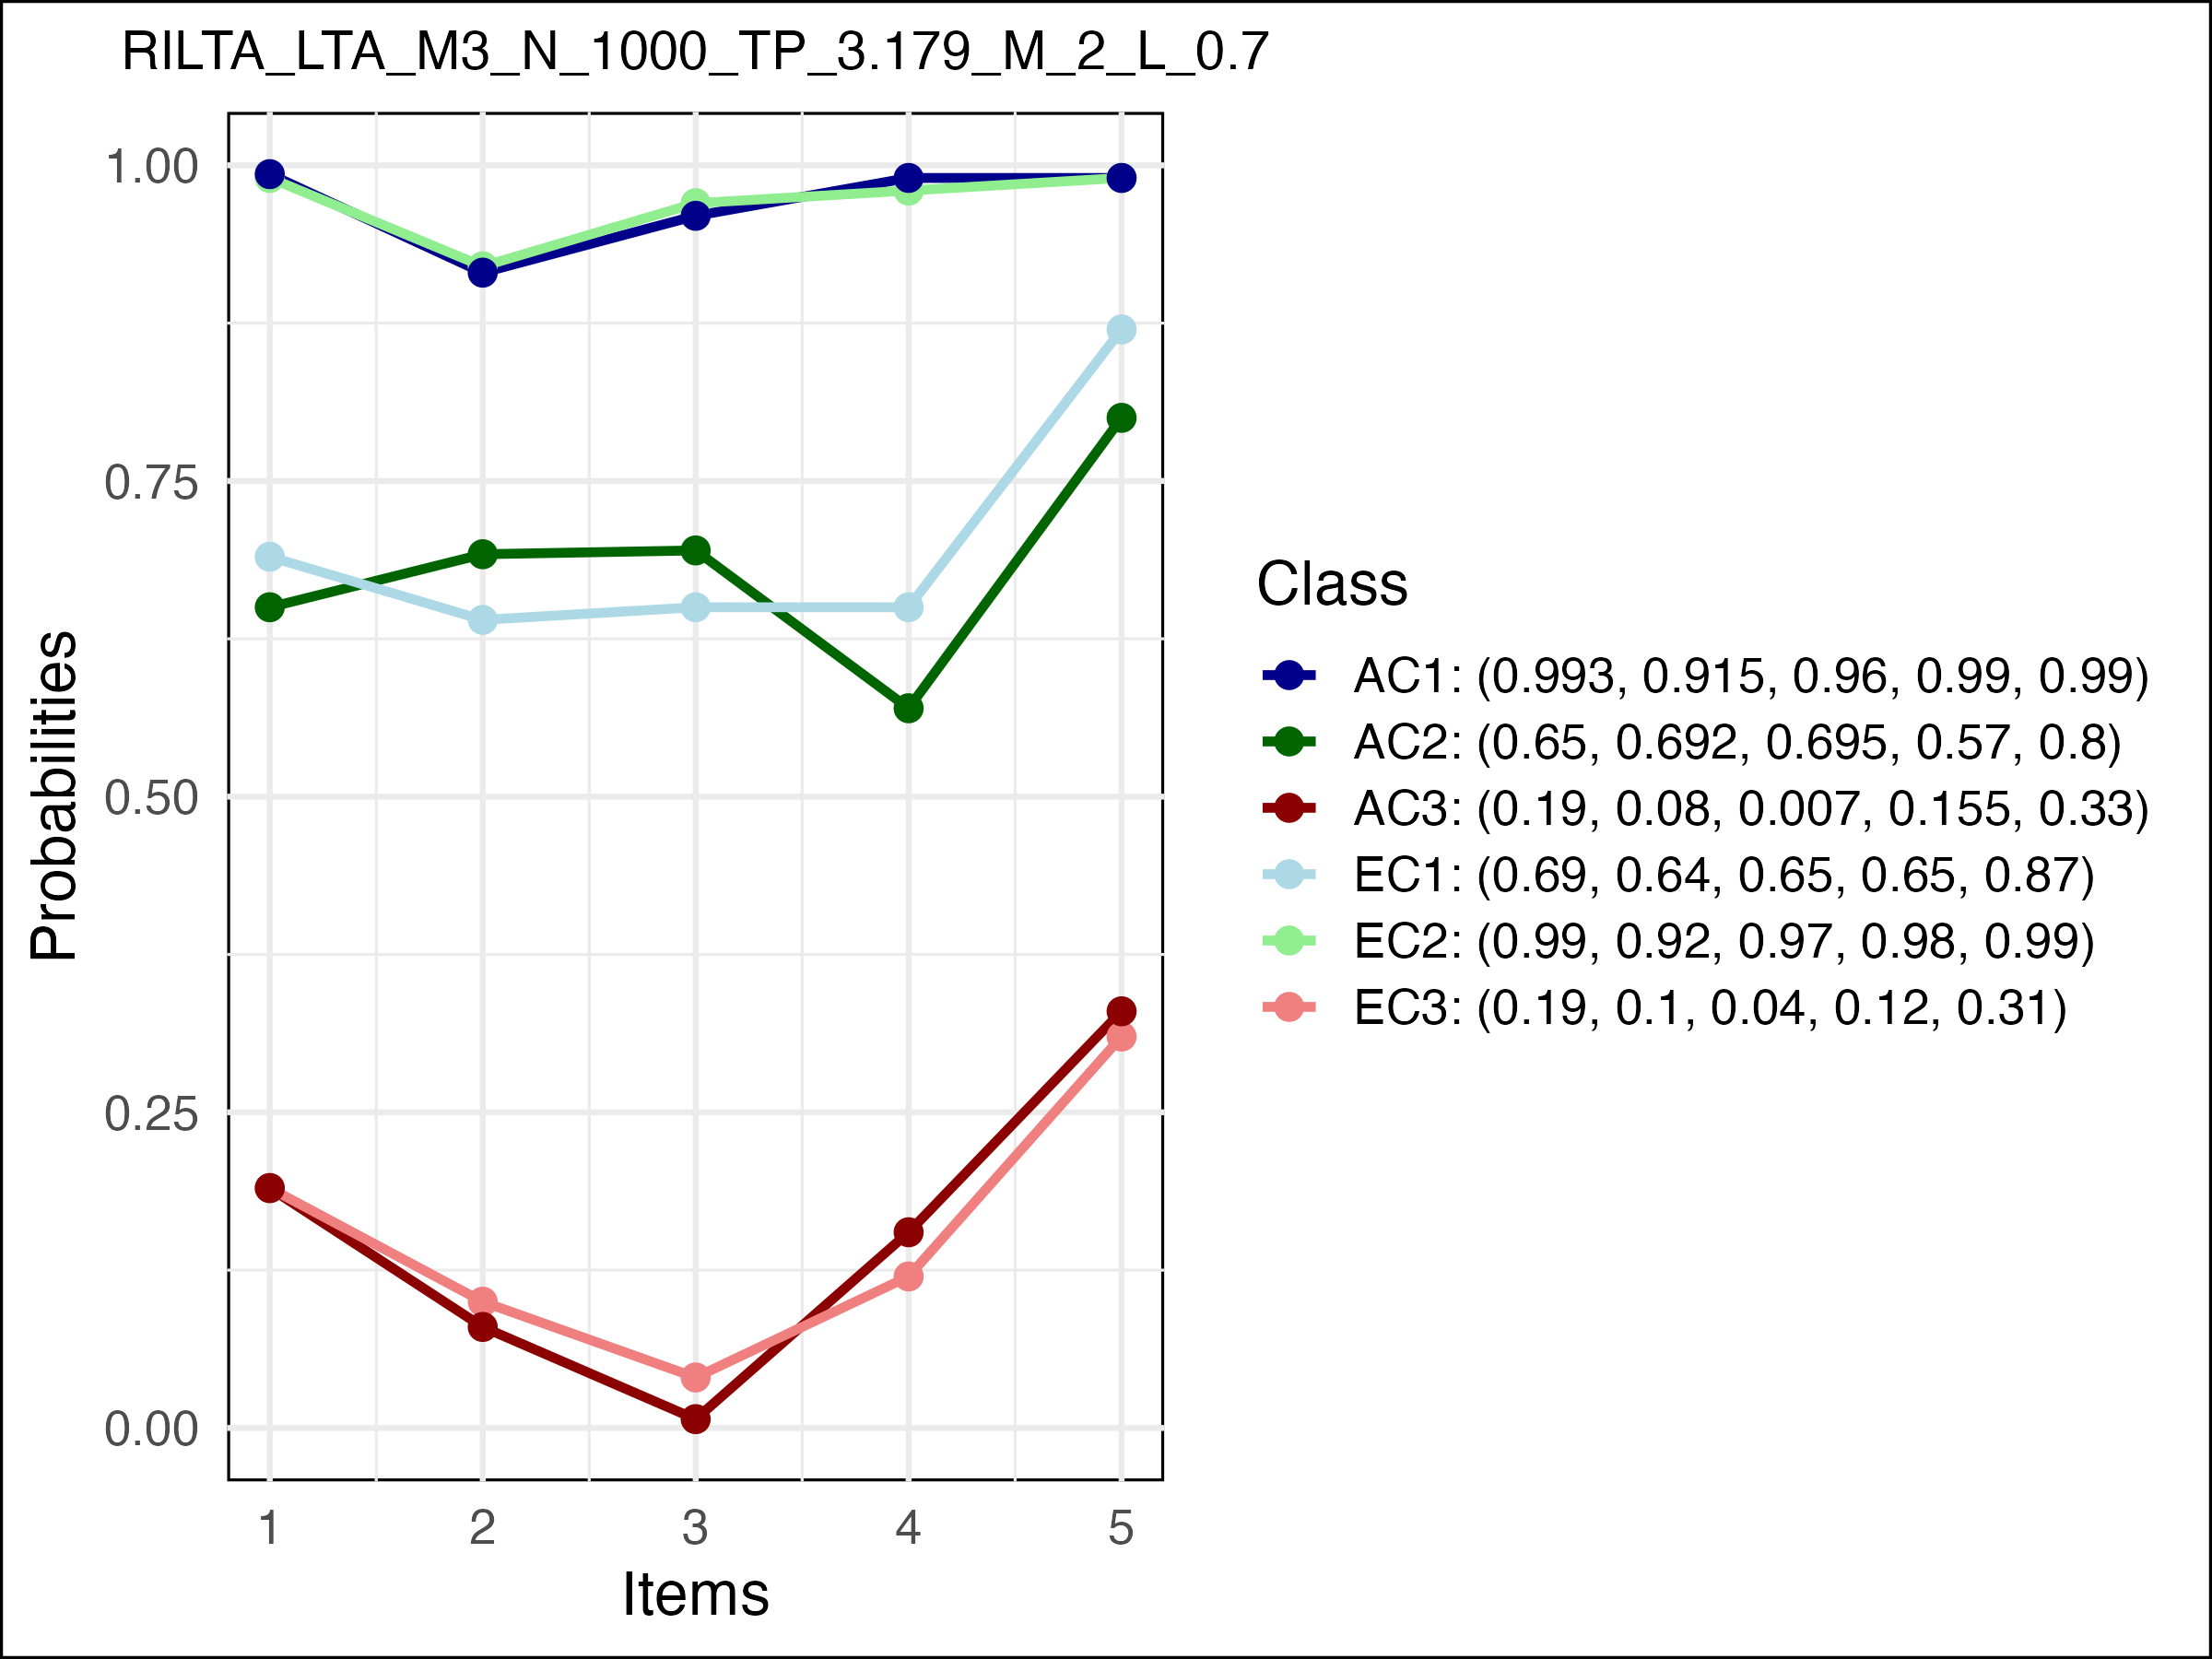 RILTA_LTA_M3_N_1000_TP_3.179_M_2_L_0.7
1.00
0.75
0.50
0.25
0.00
Probabilities
1 2 3 4 5
Items
Class
AC1: (0.993, 0.915, 0.96, 0.99, 0.99)
AC2: (0.65, 0.692, 0.695, 0.57, 0.8)
AC3: (0.19, 0.08, 0.007, 0.155, 0.33)
EC1: (0.69, 0.64, 0.65, 0.65, 0.87)
EC2: (0.99, 0.92, 0.97, 0.98, 0.99)
EC3: (0.19, 0.1, 0.04, 0.12, 0.31)